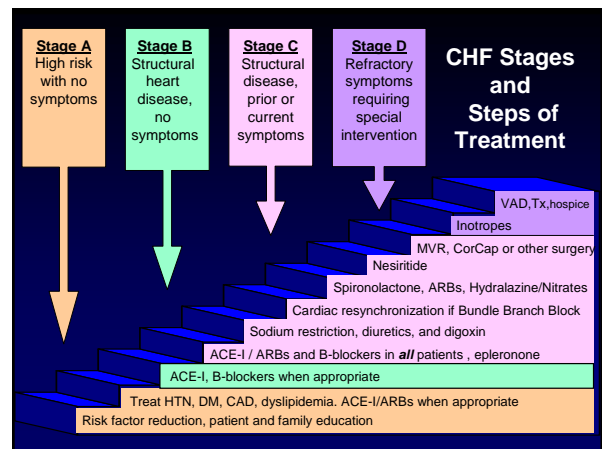 Stage A
High risk
with no
symptoms
Stage B
Structural
heart
disease,
no
symptoms
Stage C
Structural
disease,
prior or
current
symptoms
Stage D
Refractory
symptoms
requiring
special
intervention
CHF Stages
and
Steps of
Treatment
VAD,Tx,hospice
Inotropes
MVR, CorCap or other surgery
Nesiritide
Spironolactone, ARBs, Hydralazine/Nitrates
Cardiac resynchronization if Bundle Branch Block
Sodium restriction, diuretics, and digoxin
ACE-I / ARBs and B-blockers in all patients , epleronone
ACE-I, B-blockers when appropriate
Treat HTN, DM, CAD, dyslipidemia. ACE-I/ARBs when appropriate
Risk factor reduction, patient and family education